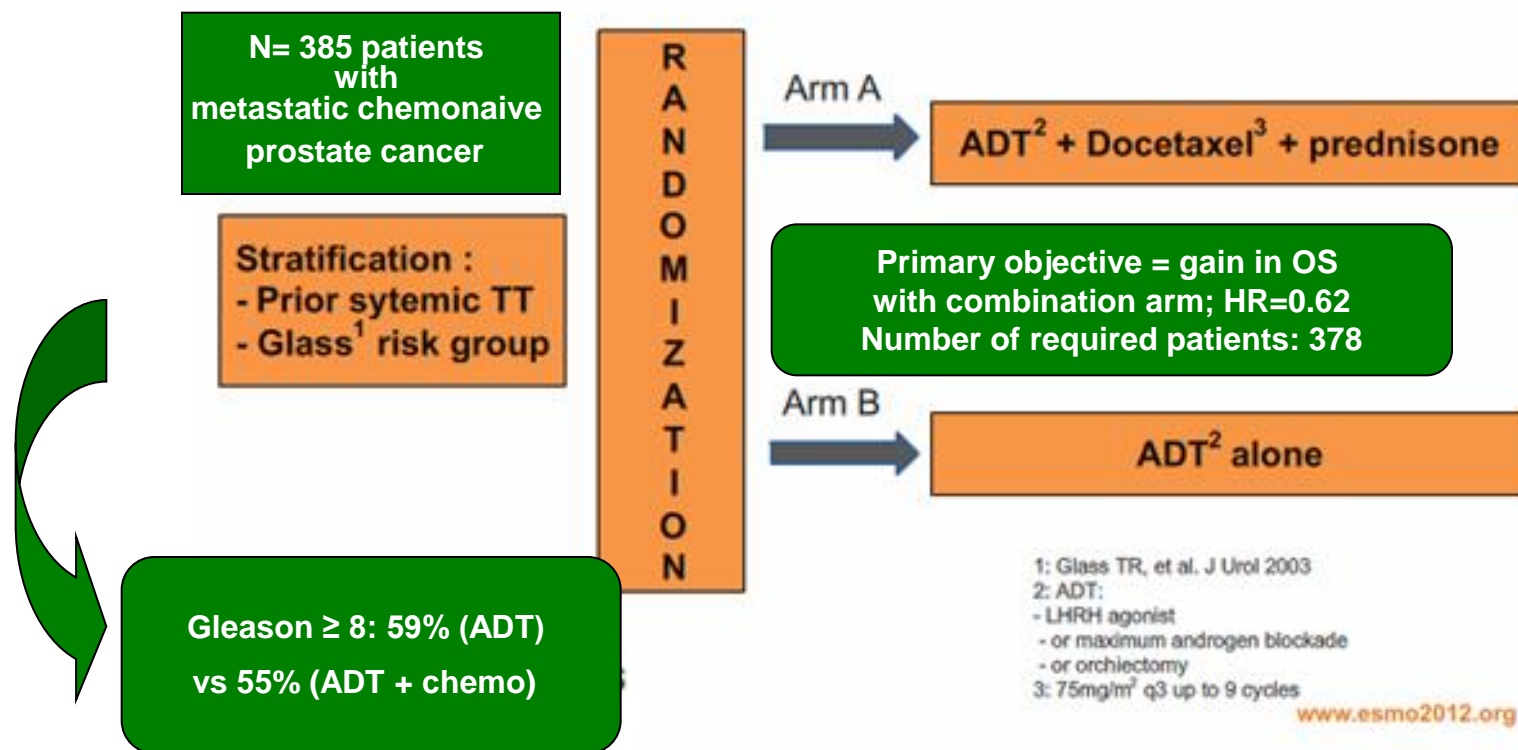 N= 385 patients
with
metastatic chemonaive
prostate cancer
Stratification :
- Prior sytemic TT
- Glass¹ risk group
R
A
N
D
O
M
I
Z
A
T
I
O
N
Arm A
ADT² + Docetaxel³ + prednisone
Primary objective = gain in OS
with combination arm; HR=0.62
Number of required patients: 378
Arm B
ADT² alone
Gleason ≥ 8: 59% (ADT)
vs 55% (ADT + chemo)
1: Glass TR, et al. J Urol 2003
2: ADT:
- LHRH agonist
- or maximum androgen blockade
- or orchiectomy
3: 75mg/m² q3 up to 9 cycles
www.esmo2012.org